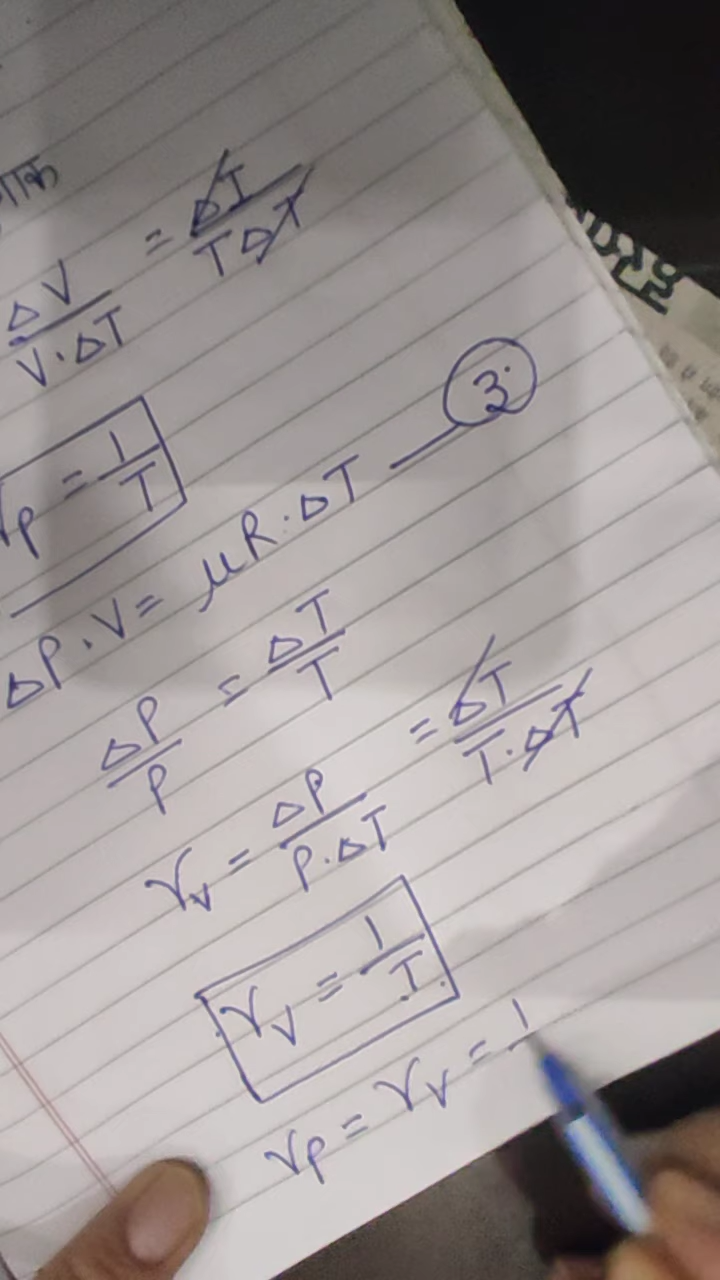 ΔV/V·ΔT = ΔT/TΔT
γp = 1/T
ΔP·V = μR·ΔT — 3
ΔP/P = ΔT/T
γv = ΔP/P·ΔT = ΔT/T·ΔT
γv = 1/T
γp = γv = 1